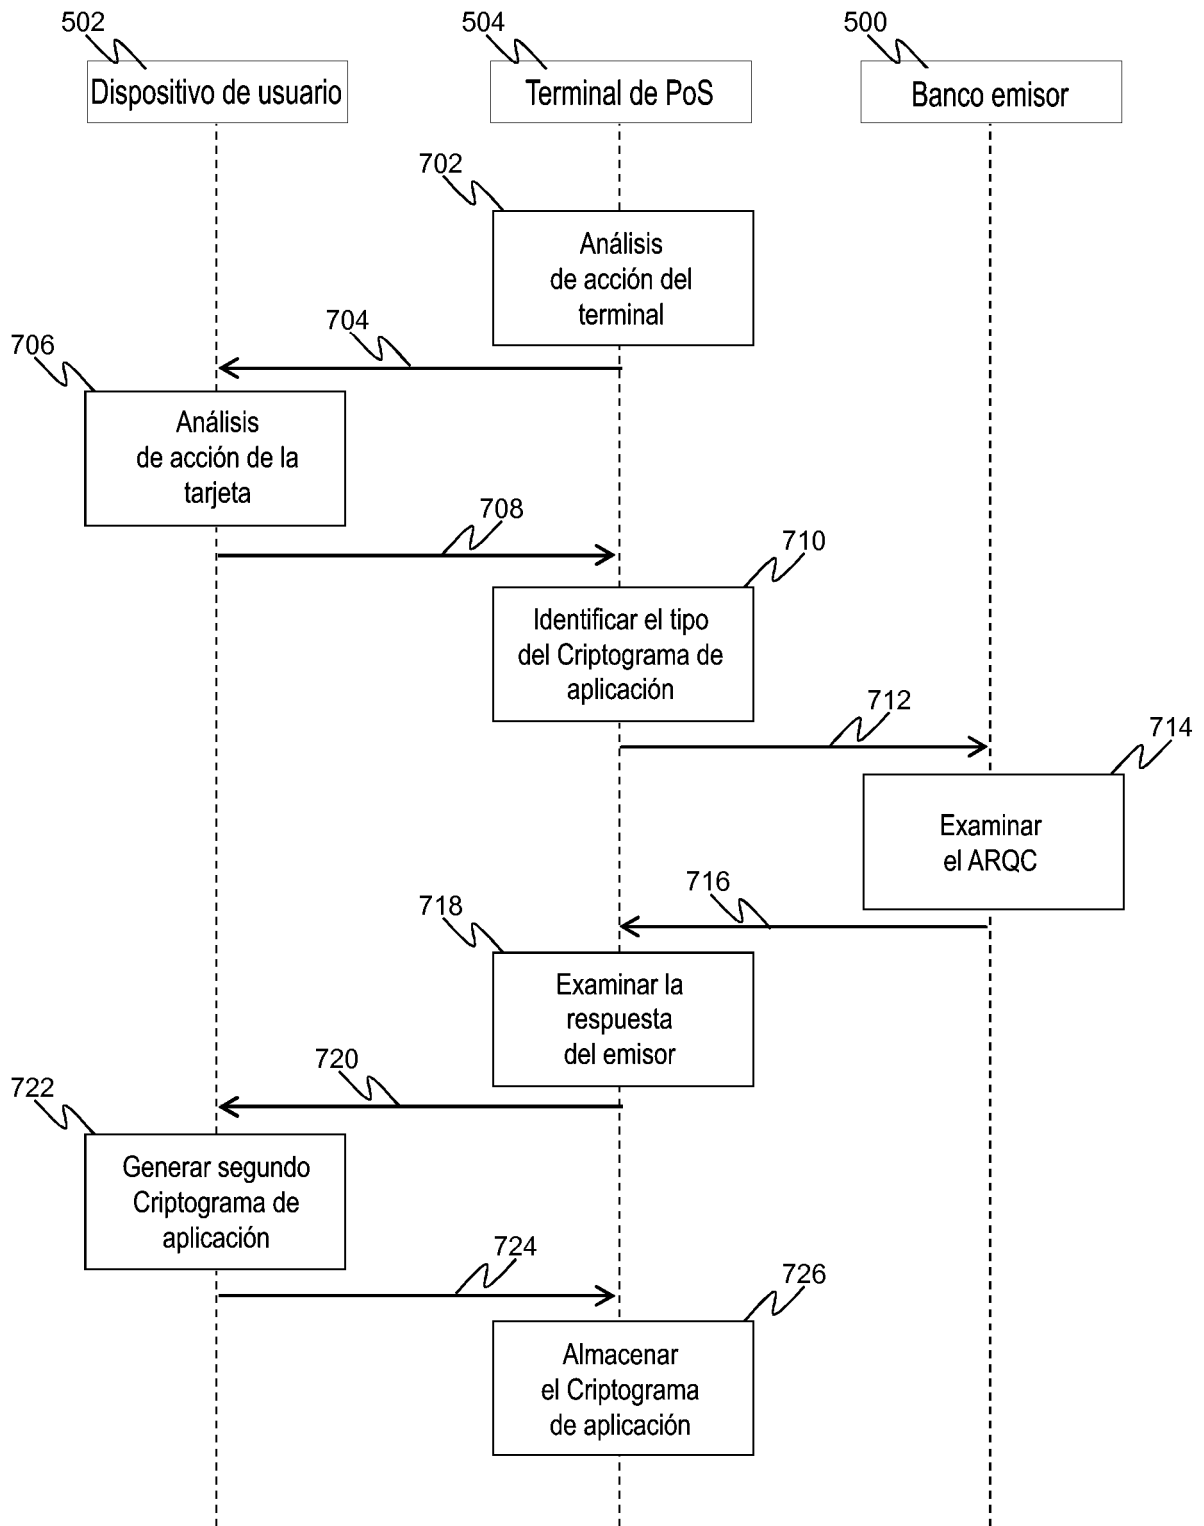 502
504
500
Dispositivo de usuario
Terminal de PoS
Banco emisor
702
Análisis
de acción del
terminal
704
706
Análisis
de acción de la
tarjeta
708
710
Identificar el tipo
del Criptograma de
aplicación
712
714
Examinar
el ARQC
716
718
Examinar la
respuesta
del emisor
720
722
Generar segundo
Criptograma de
aplicación
724
726
Almacenar
el Criptograma
de aplicación